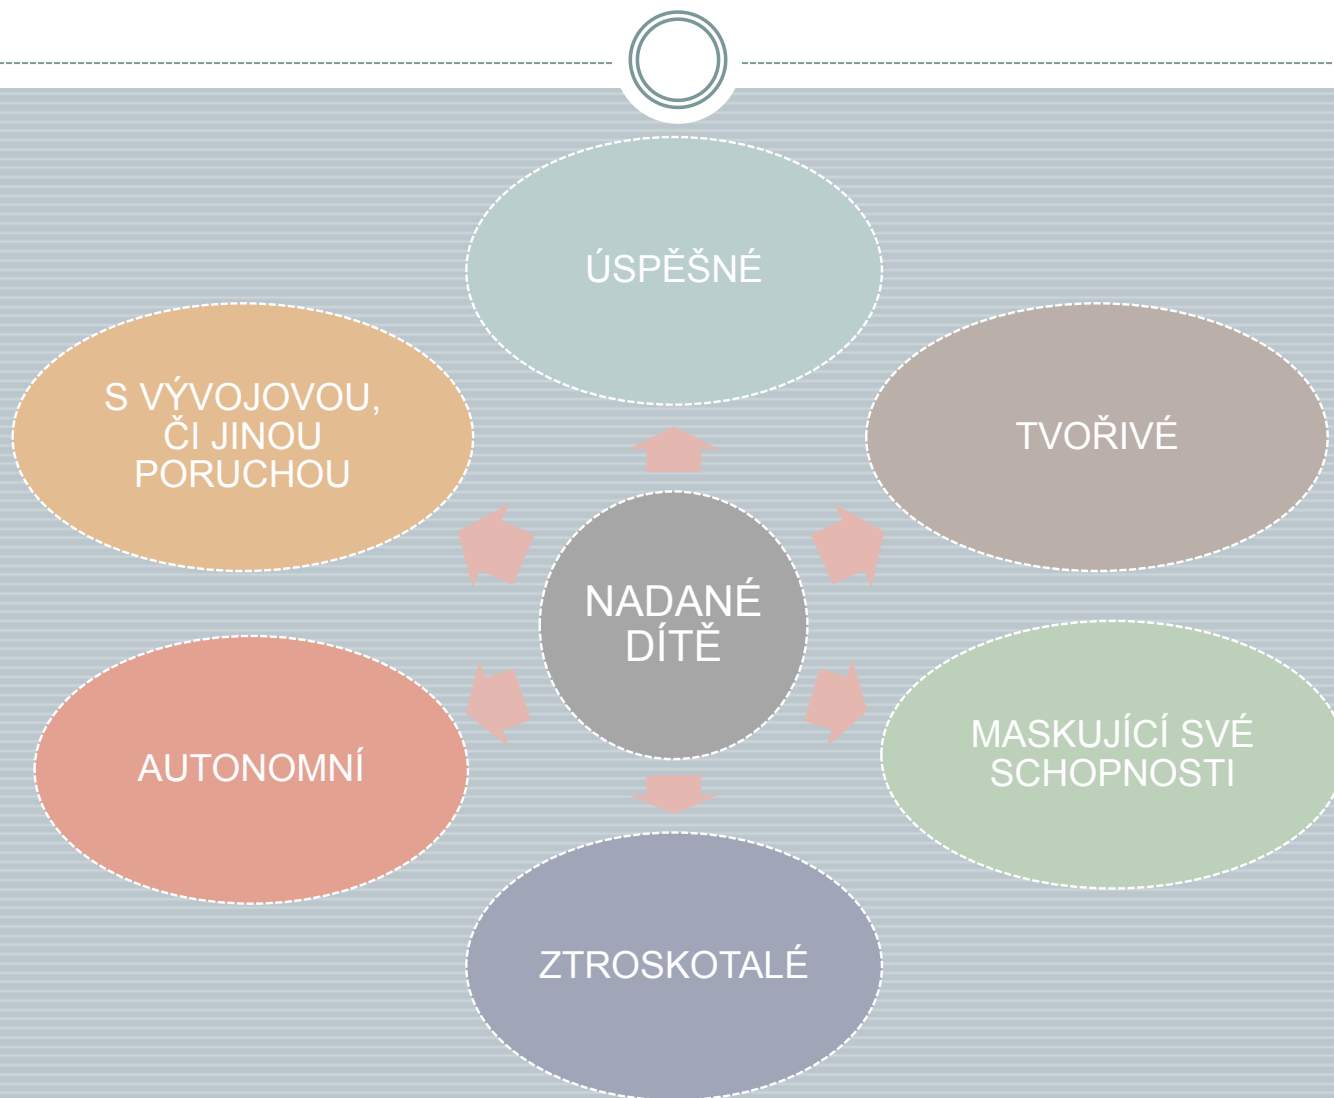 ÚSPĚŠNÉ
S VÝVOJOVOU,
ČI JINOU
PORUCHOU
TVOŘIVÉ
NADANÉ
DÍTĚ
AUTONOMNÍ
MASKUJÍCÍ SVÉ
SCHOPNOSTI
ZTROSKOTALÉ